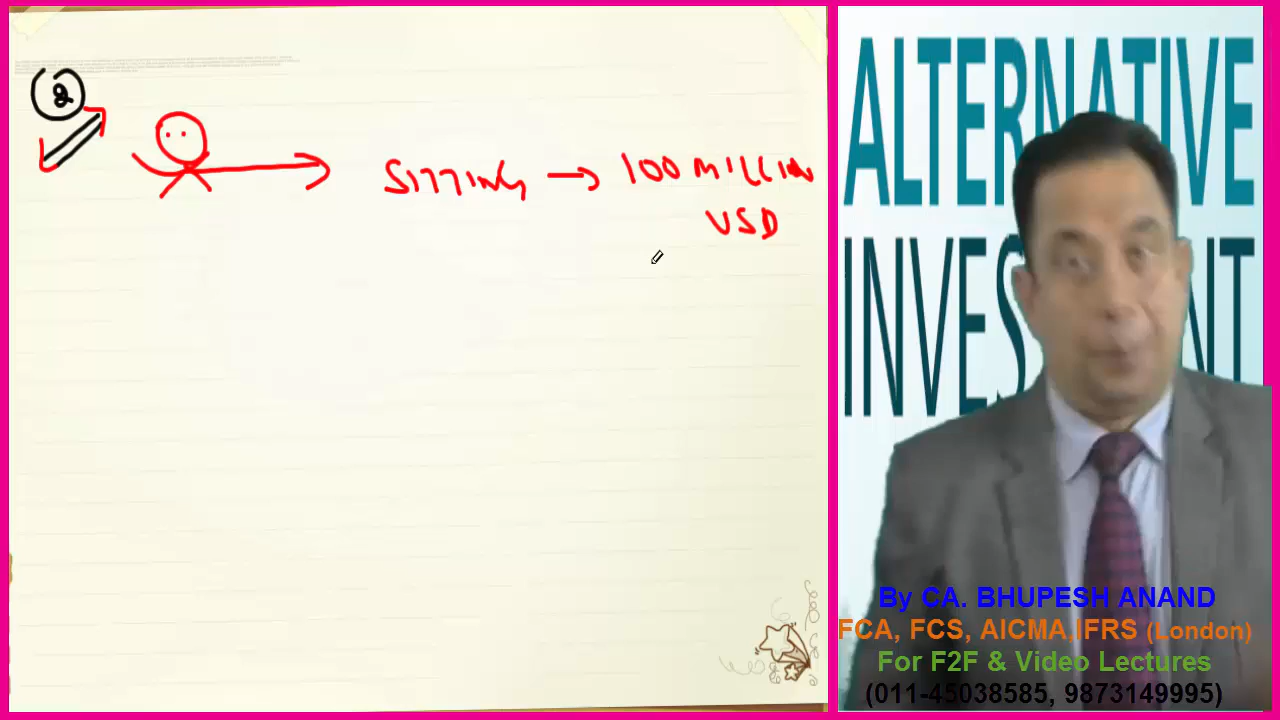 2
SITTING → 100 MILLION
USD
ALTERNATIVE
INVESTMENT
By CA. BHUPESH ANAND
FCA, FCS, AICMA,IFRS (London)
For F2F & Video Lectures
(011-45038585, 9873149995)